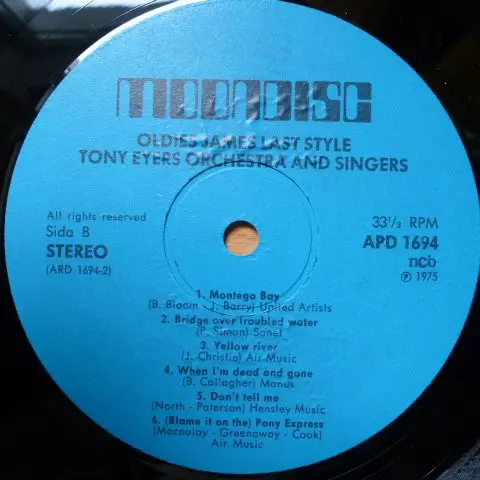 MOONDISC
OLDIES JAMES LAST STYLE
TONY EYERS ORCHESTRA AND SINGERS
All rights reserved
Sida B
STEREO
(ARD 1694-2)
33⅓ RPM
APD 1694
ncb
℗ 1975
1. Montego Bay
(B. Bloom - J. Barry) United Artists
2. Bridge over troubled water
(P. Simon) Sonet
3. Yellow river
(J. Christie) Air Music
4. When I'm dead and gone
(B. Gallagher) Manus
5. Don't tell me
(North - Paterson) Hensley Music
6. (Blame it on the) Pony Express
(Macaulay - Greenaway - Cook)
Air Music